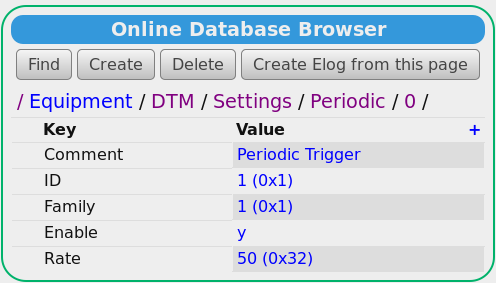 Online Database Browser
Find Create Delete Create Elog from this page
/ Equipment / DTM / Settings / Periodic / 0 /
Key Value +
Comment Periodic Trigger
ID 1 (0x1)
Family 1 (0x1)
Enable y
Rate 50 (0x32)